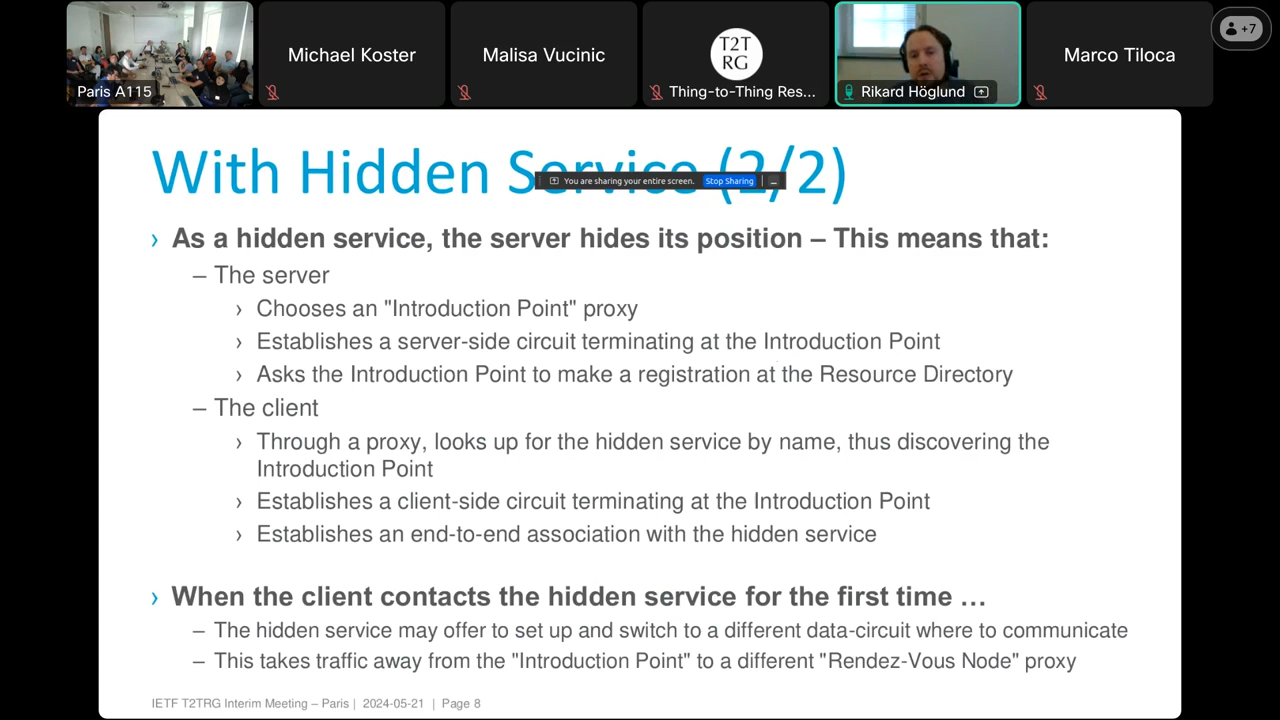 Paris A115
Michael Koster
Malisa Vucinic
T2T
RG
Thing-to-Thing Res...
Rikard Höglund
Marco Tiloca
+7
With Hidden Service (2/2)
You are sharing your entire screen. Stop Sharing
› As a hidden service, the server hides its position – This means that:
– The server
› Chooses an "Introduction Point" proxy
› Establishes a server-side circuit terminating at the Introduction Point
› Asks the Introduction Point to make a registration at the Resource Directory
– The client
› Through a proxy, looks up for the hidden service by name, thus discovering the
Introduction Point
› Establishes a client-side circuit terminating at the Introduction Point
› Establishes an end-to-end association with the hidden service
› When the client contacts the hidden service for the first time …
– The hidden service may offer to set up and switch to a different data-circuit where to communicate
– This takes traffic away from the "Introduction Point" to a different "Rendez-Vous Node" proxy
IETF T2TRG Interim Meeting – Paris | 2024-05-21 | Page 8